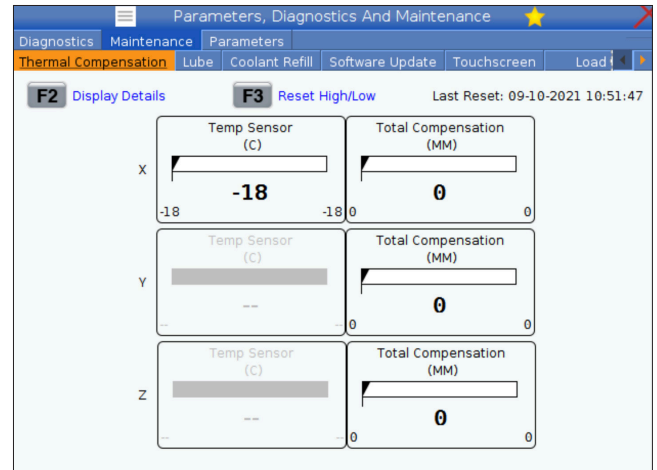 Parameters, Diagnostics And Maintenance
Diagnostics Maintenance Parameters
Thermal Compensation Lube Coolant Refill Software Update Touchscreen Load
F2 Display Details F3 Reset High/Low Last Reset: 09-10-2021 10:51:47
Temp Sensor Total Compensation
(C) (MM)
X
-18 0
-18 -18 0 0
Temp Sensor Total Compensation
(C) (MM)
Y
-- 0
-- -- 0 0
Temp Sensor Total Compensation
(C) (MM)
Z
-- 0
-- -- 0 0